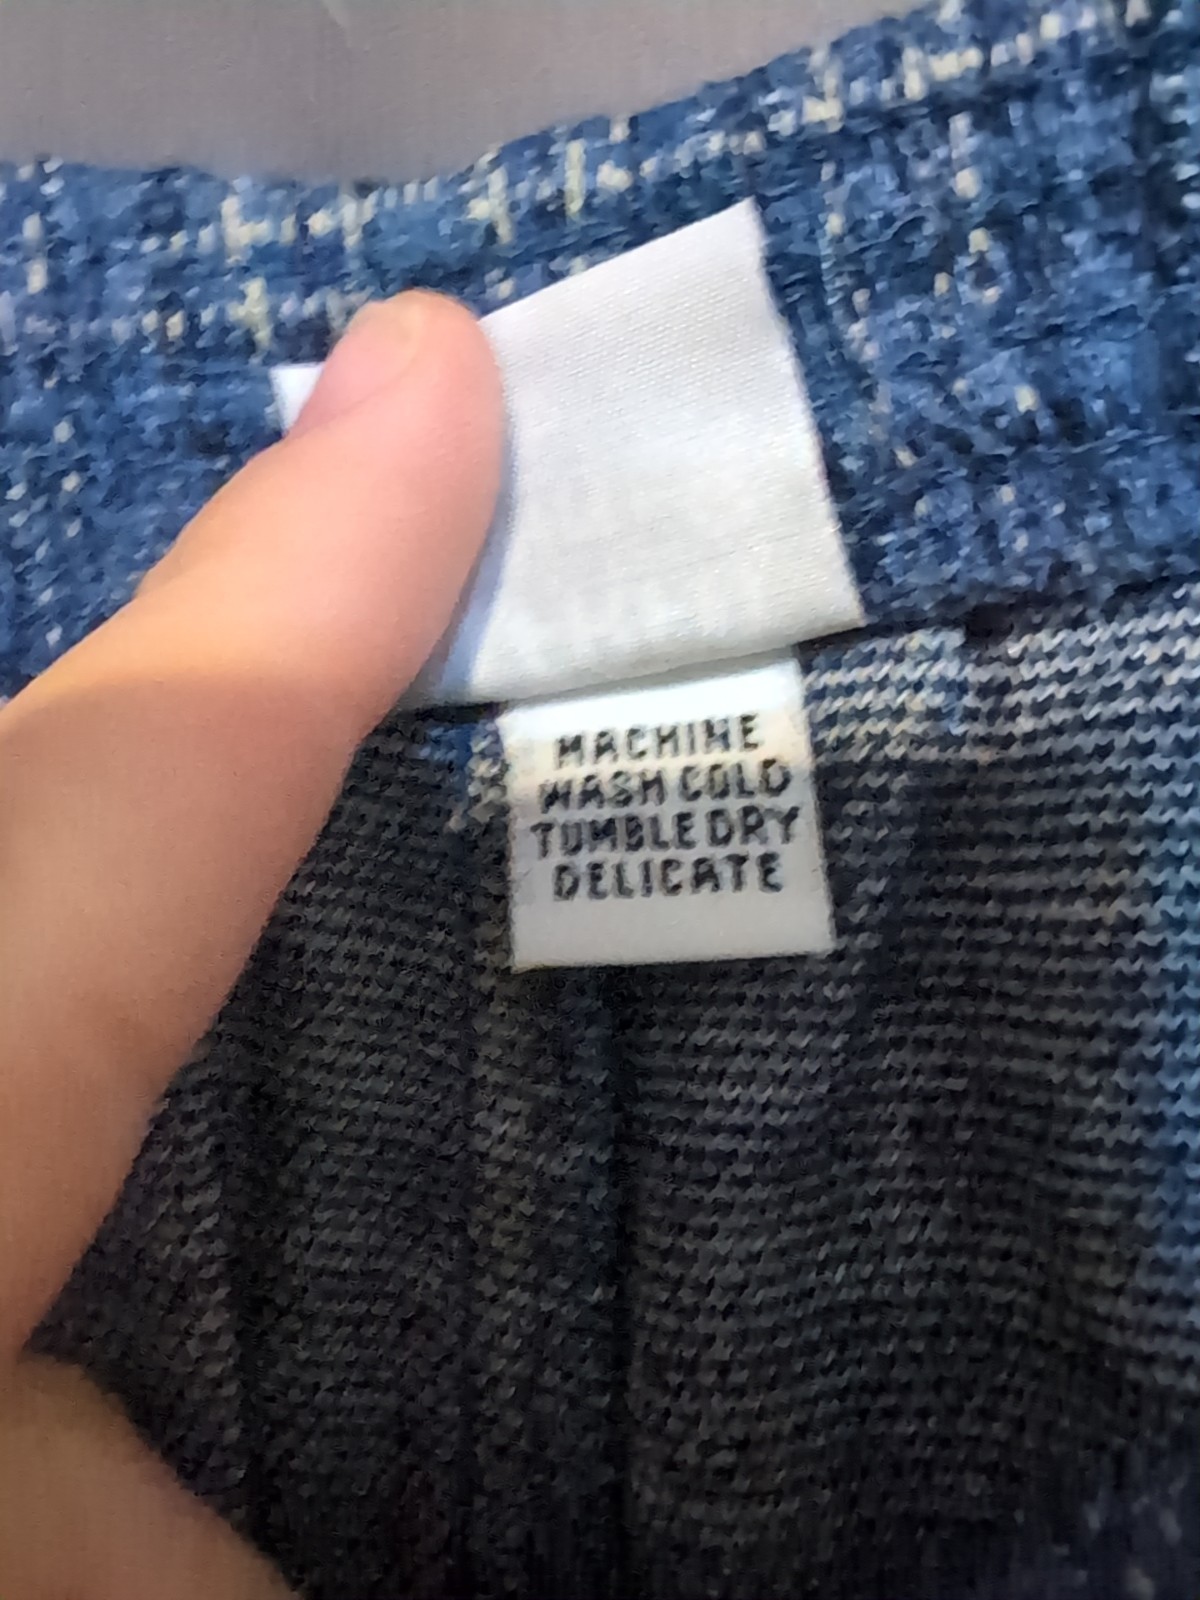 MACHINE
WASH COLD
TUMBLE DRY
DELICATE